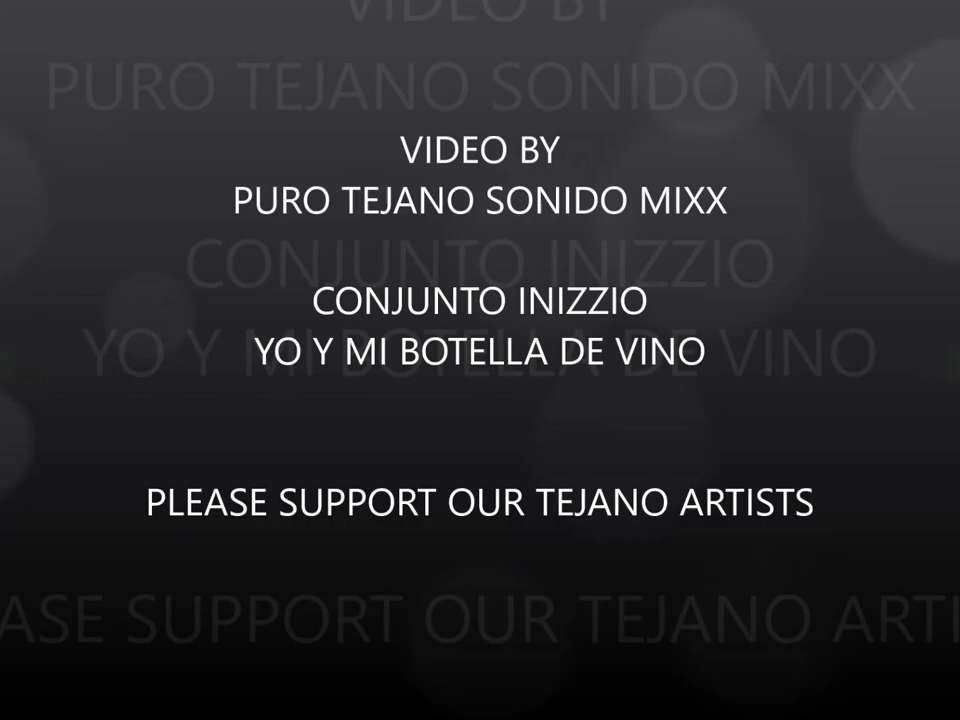 VIDEO BY
PURO TEJANO SONIDO MIXX
CONJUNTO INIZZIO
YO Y MI BOTELLA DE VINO
PLEASE SUPPORT OUR TEJANO ARTISTS